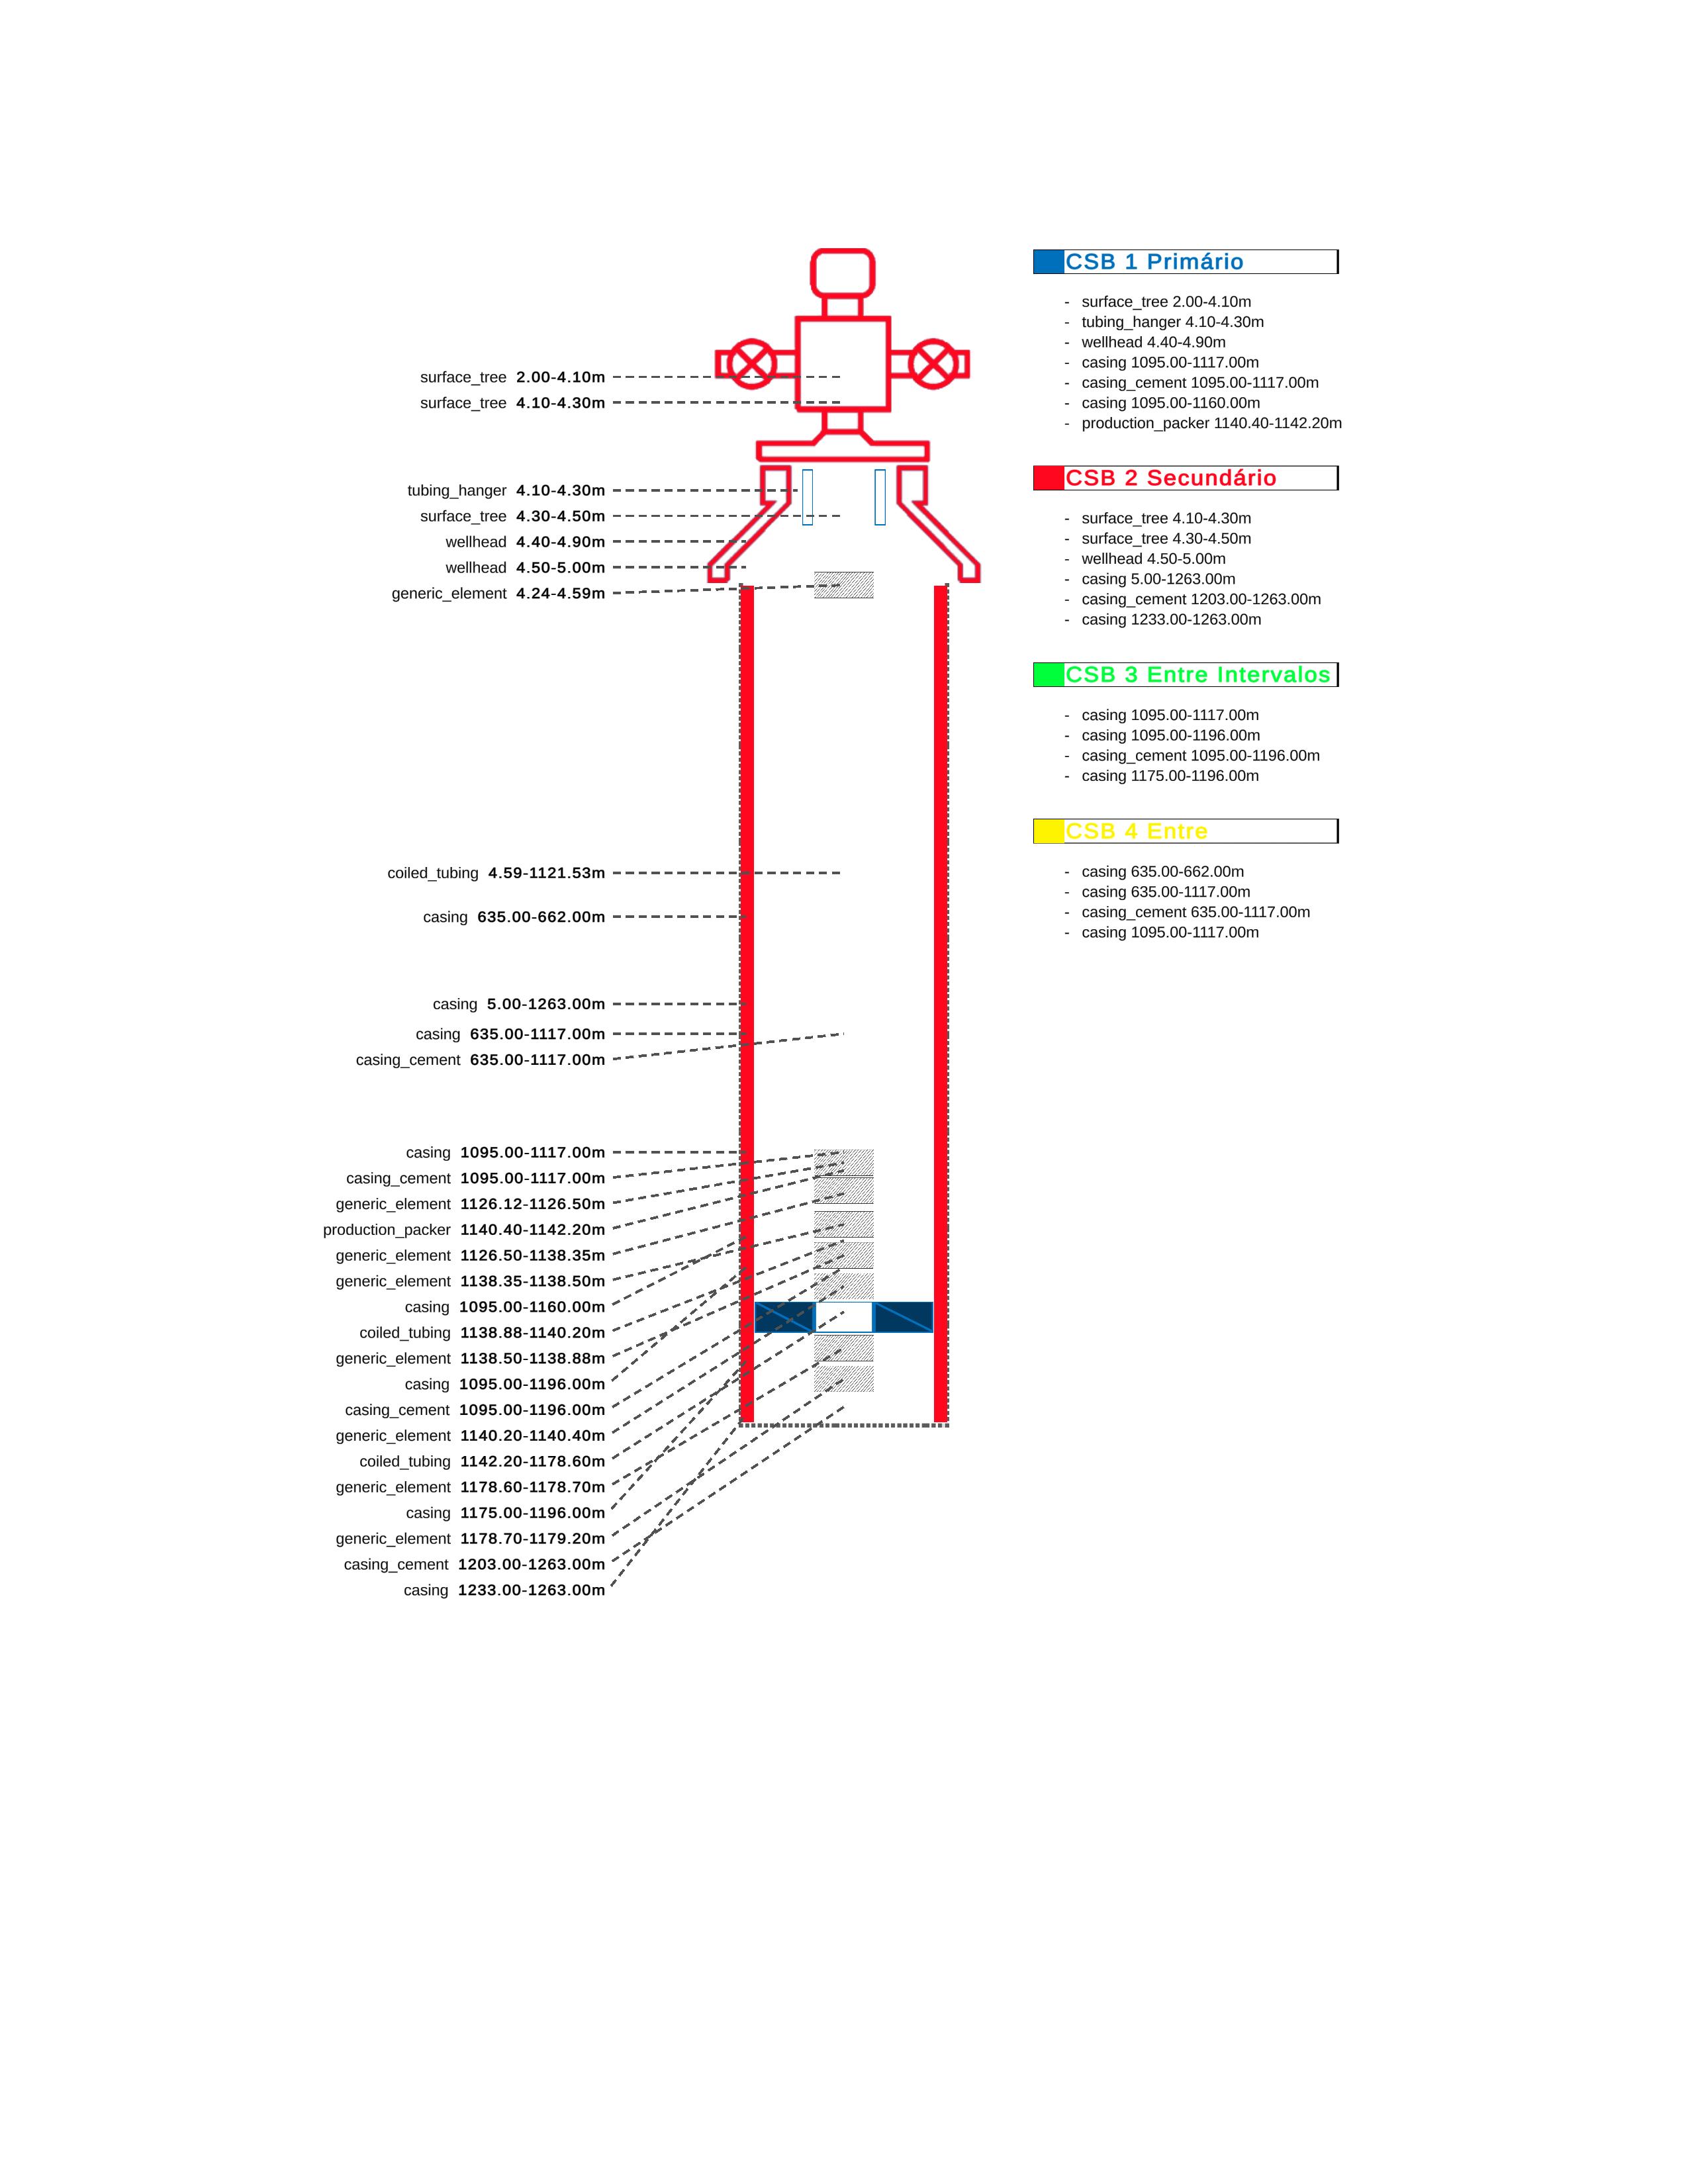 surface_tree 2.00-4.10m
surface_tree 4.10-4.30m
tubing_hanger 4.10-4.30m
surface_tree 4.30-4.50m
wellhead 4.40-4.90m
wellhead 4.50-5.00m
generic_element 4.24-4.59m
coiled_tubing 4.59-1121.53m
casing 635.00-662.00m
casing 5.00-1263.00m
casing 635.00-1117.00m
casing_cement 635.00-1117.00m
casing 1095.00-1117.00m
casing_cement 1095.00-1117.00m
generic_element 1126.12-1126.50m
production_packer 1140.40-1142.20m
generic_element 1126.50-1138.35m
generic_element 1138.35-1138.50m
casing 1095.00-1160.00m
coiled_tubing 1138.88-1140.20m
generic_element 1138.50-1138.88m
casing 1095.00-1196.00m
casing_cement 1095.00-1196.00m
generic_element 1140.20-1140.40m
coiled_tubing 1142.20-1178.60m
generic_element 1178.60-1178.70m
casing 1175.00-1196.00m
generic_element 1178.70-1179.20m
casing_cement 1203.00-1263.00m
casing 1233.00-1263.00m
CSB 1 Primário
- surface_tree 2.00-4.10m
- tubing_hanger 4.10-4.30m
- wellhead 4.40-4.90m
- casing 1095.00-1117.00m
- casing_cement 1095.00-1117.00m
- casing 1095.00-1160.00m
- production_packer 1140.40-1142.20m
CSB 2 Secundário
- surface_tree 4.10-4.30m
- surface_tree 4.30-4.50m
- wellhead 4.50-5.00m
- casing 5.00-1263.00m
- casing_cement 1203.00-1263.00m
- casing 1233.00-1263.00m
CSB 3 Entre Intervalos
- casing 1095.00-1117.00m
- casing 1095.00-1196.00m
- casing_cement 1095.00-1196.00m
- casing 1175.00-1196.00m
CSB 4 Entre
- casing 635.00-662.00m
- casing 635.00-1117.00m
- casing_cement 635.00-1117.00m
- casing 1095.00-1117.00m